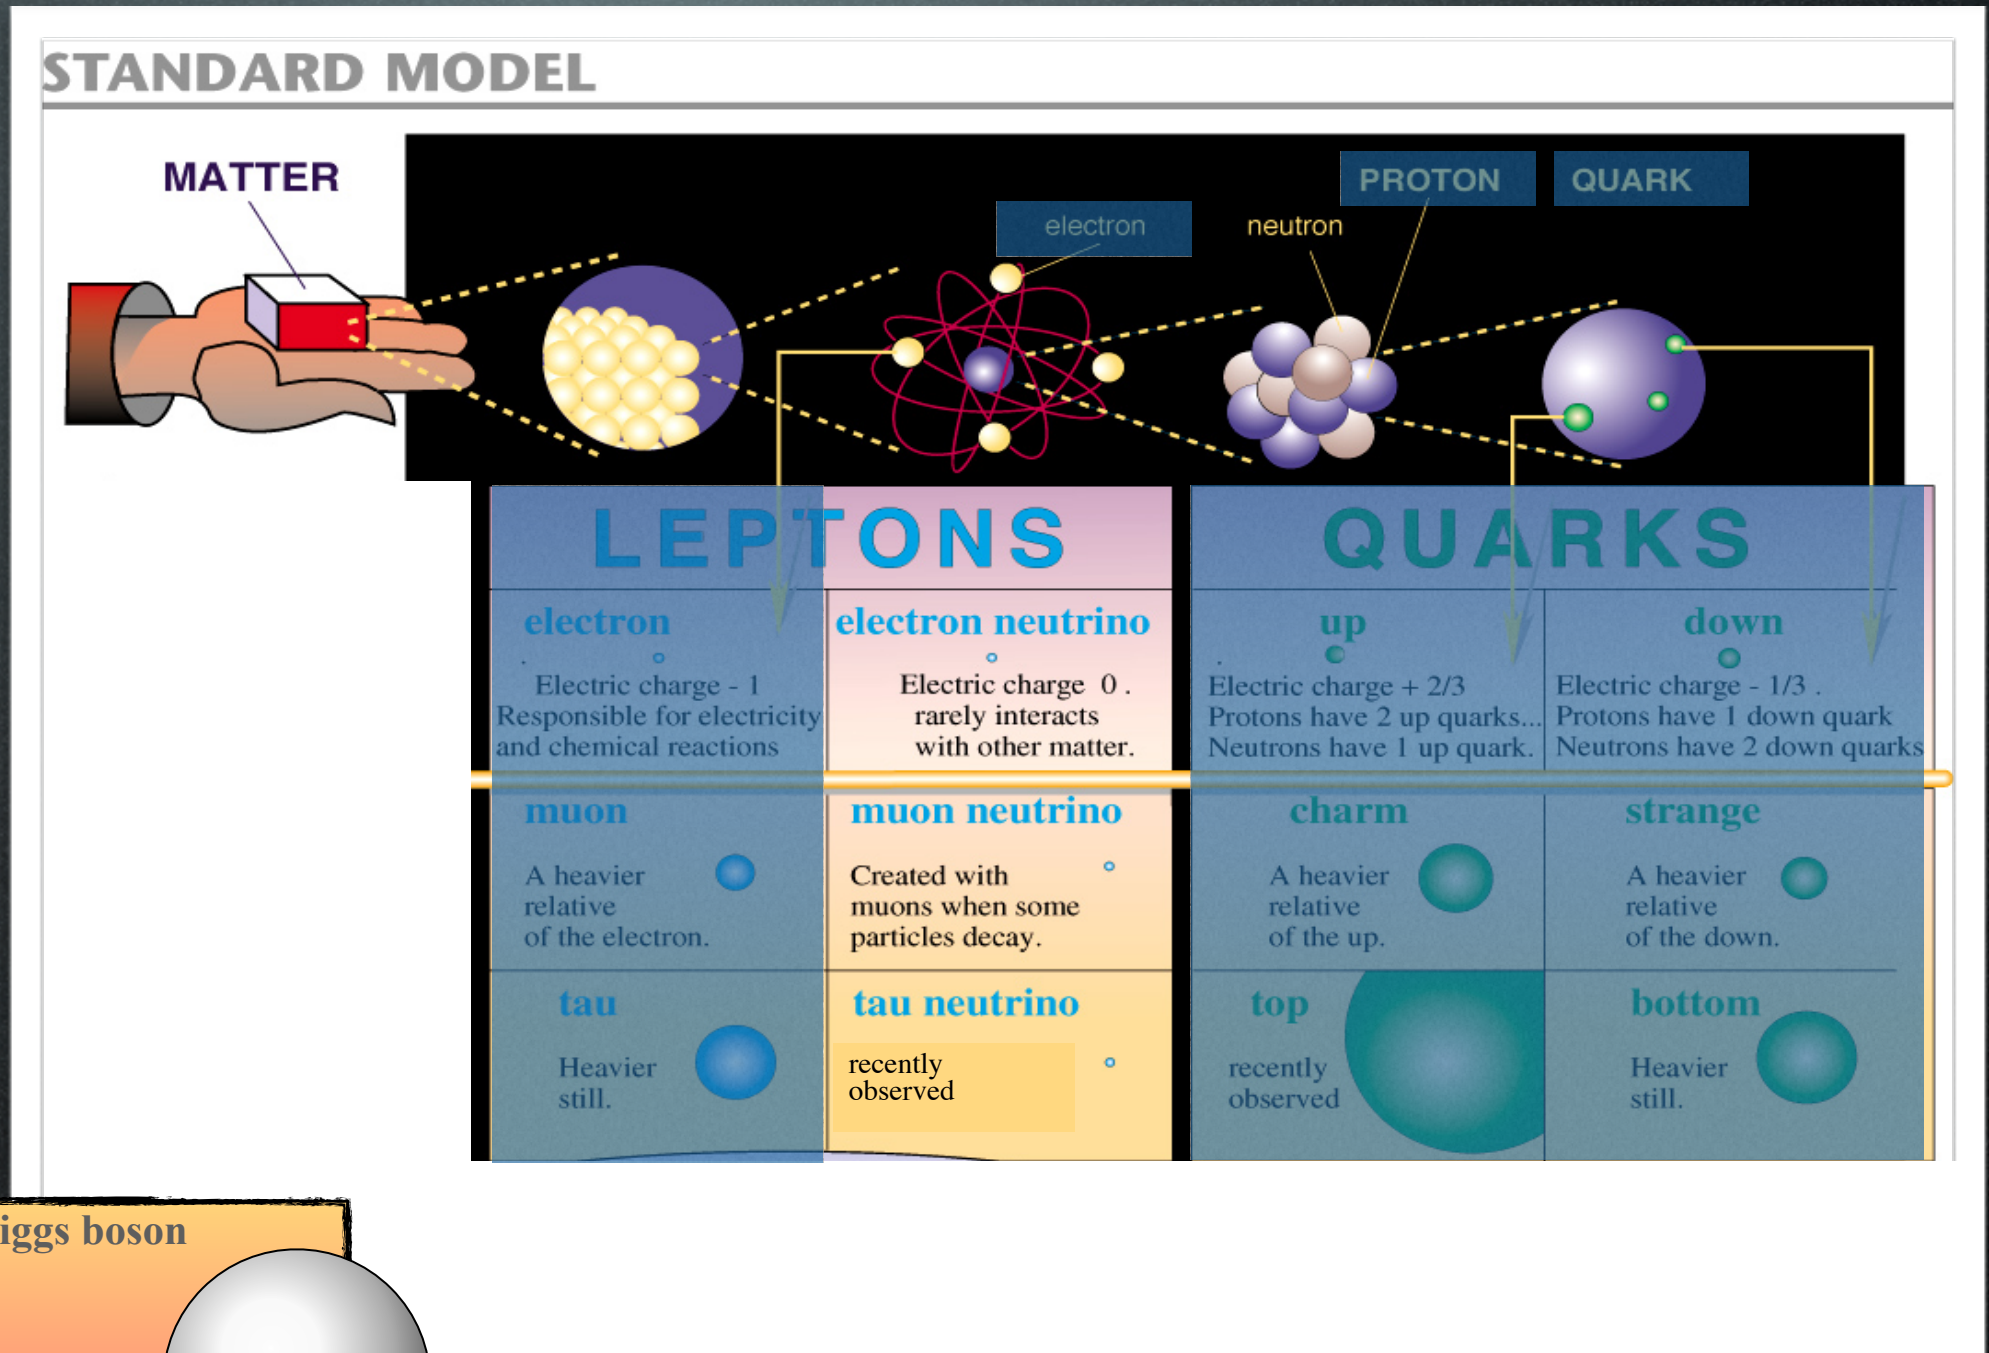 STANDARD MODEL
MATTER
PROTON
QUARK
electron
neutron
LEPTONS
QUARKS
electron
Electric charge - 1
Responsible for electricity
and chemical reactions
electron neutrino
Electric charge 0 .
rarely interacts
with other matter.
up
Electric charge + 2/3
Protons have 2 up quarks...
Neutrons have 1 up quark.
down
Electric charge - 1/3 .
Protons have 1 down quark
Neutrons have 2 down quarks
muon
A heavier
relative
of the electron.
muon neutrino
Created with
muons when some
particles decay.
charm
A heavier
relative
of the up.
strange
A heavier
relative
of the down.
tau
Heavier
still.
tau neutrino
recently
observed
top
recently
observed
bottom
Heavier
still.
iggs boson